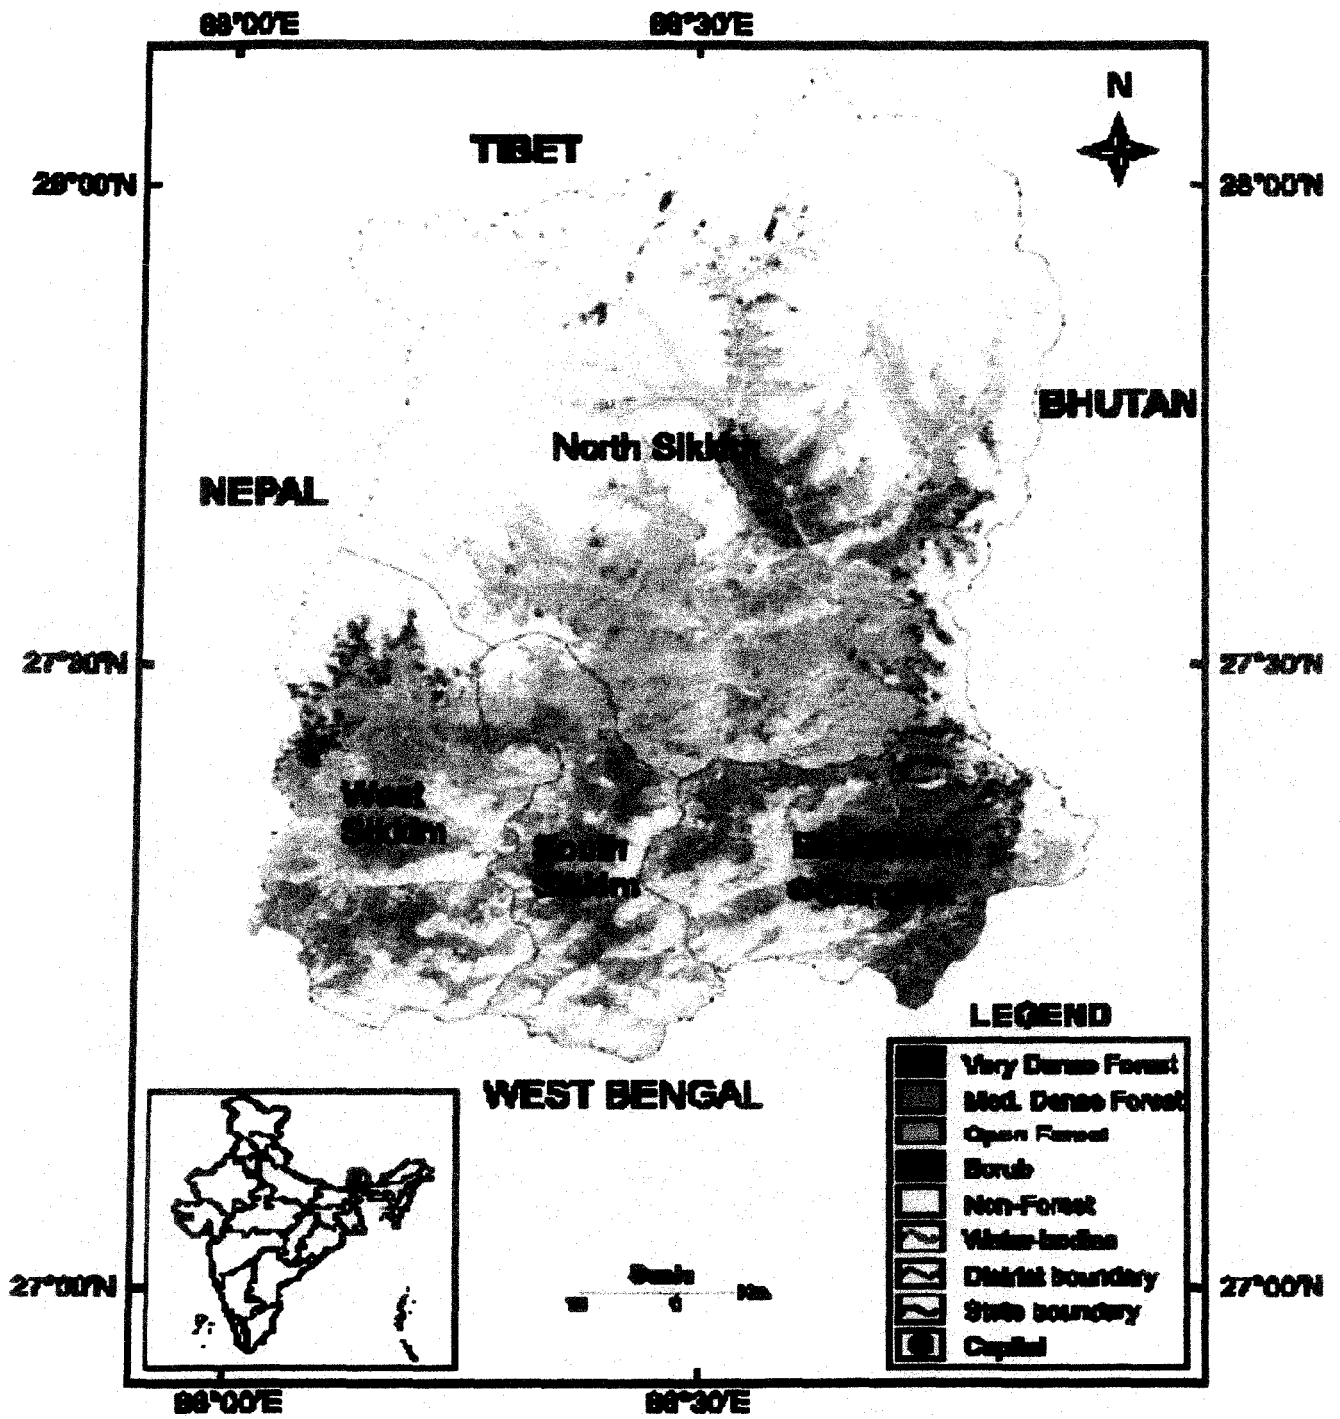 88°00'E 88°30'E
N
TIBET
28°00'N 28°00'N
BHUTAN
North Sikkim
NEPAL
27°30'N 27°30'N
West
Sikkim
South
Sikkim
LEGEND
Very Dense Forest
Mod. Dense Forest
Open Forest
Scrub
Non-Forest
Water-bodies
District boundary
State boundary
Capital
WEST BENGAL
Scale
0 Km.
27°00'N 27°00'N
88°00'E 88°30'E